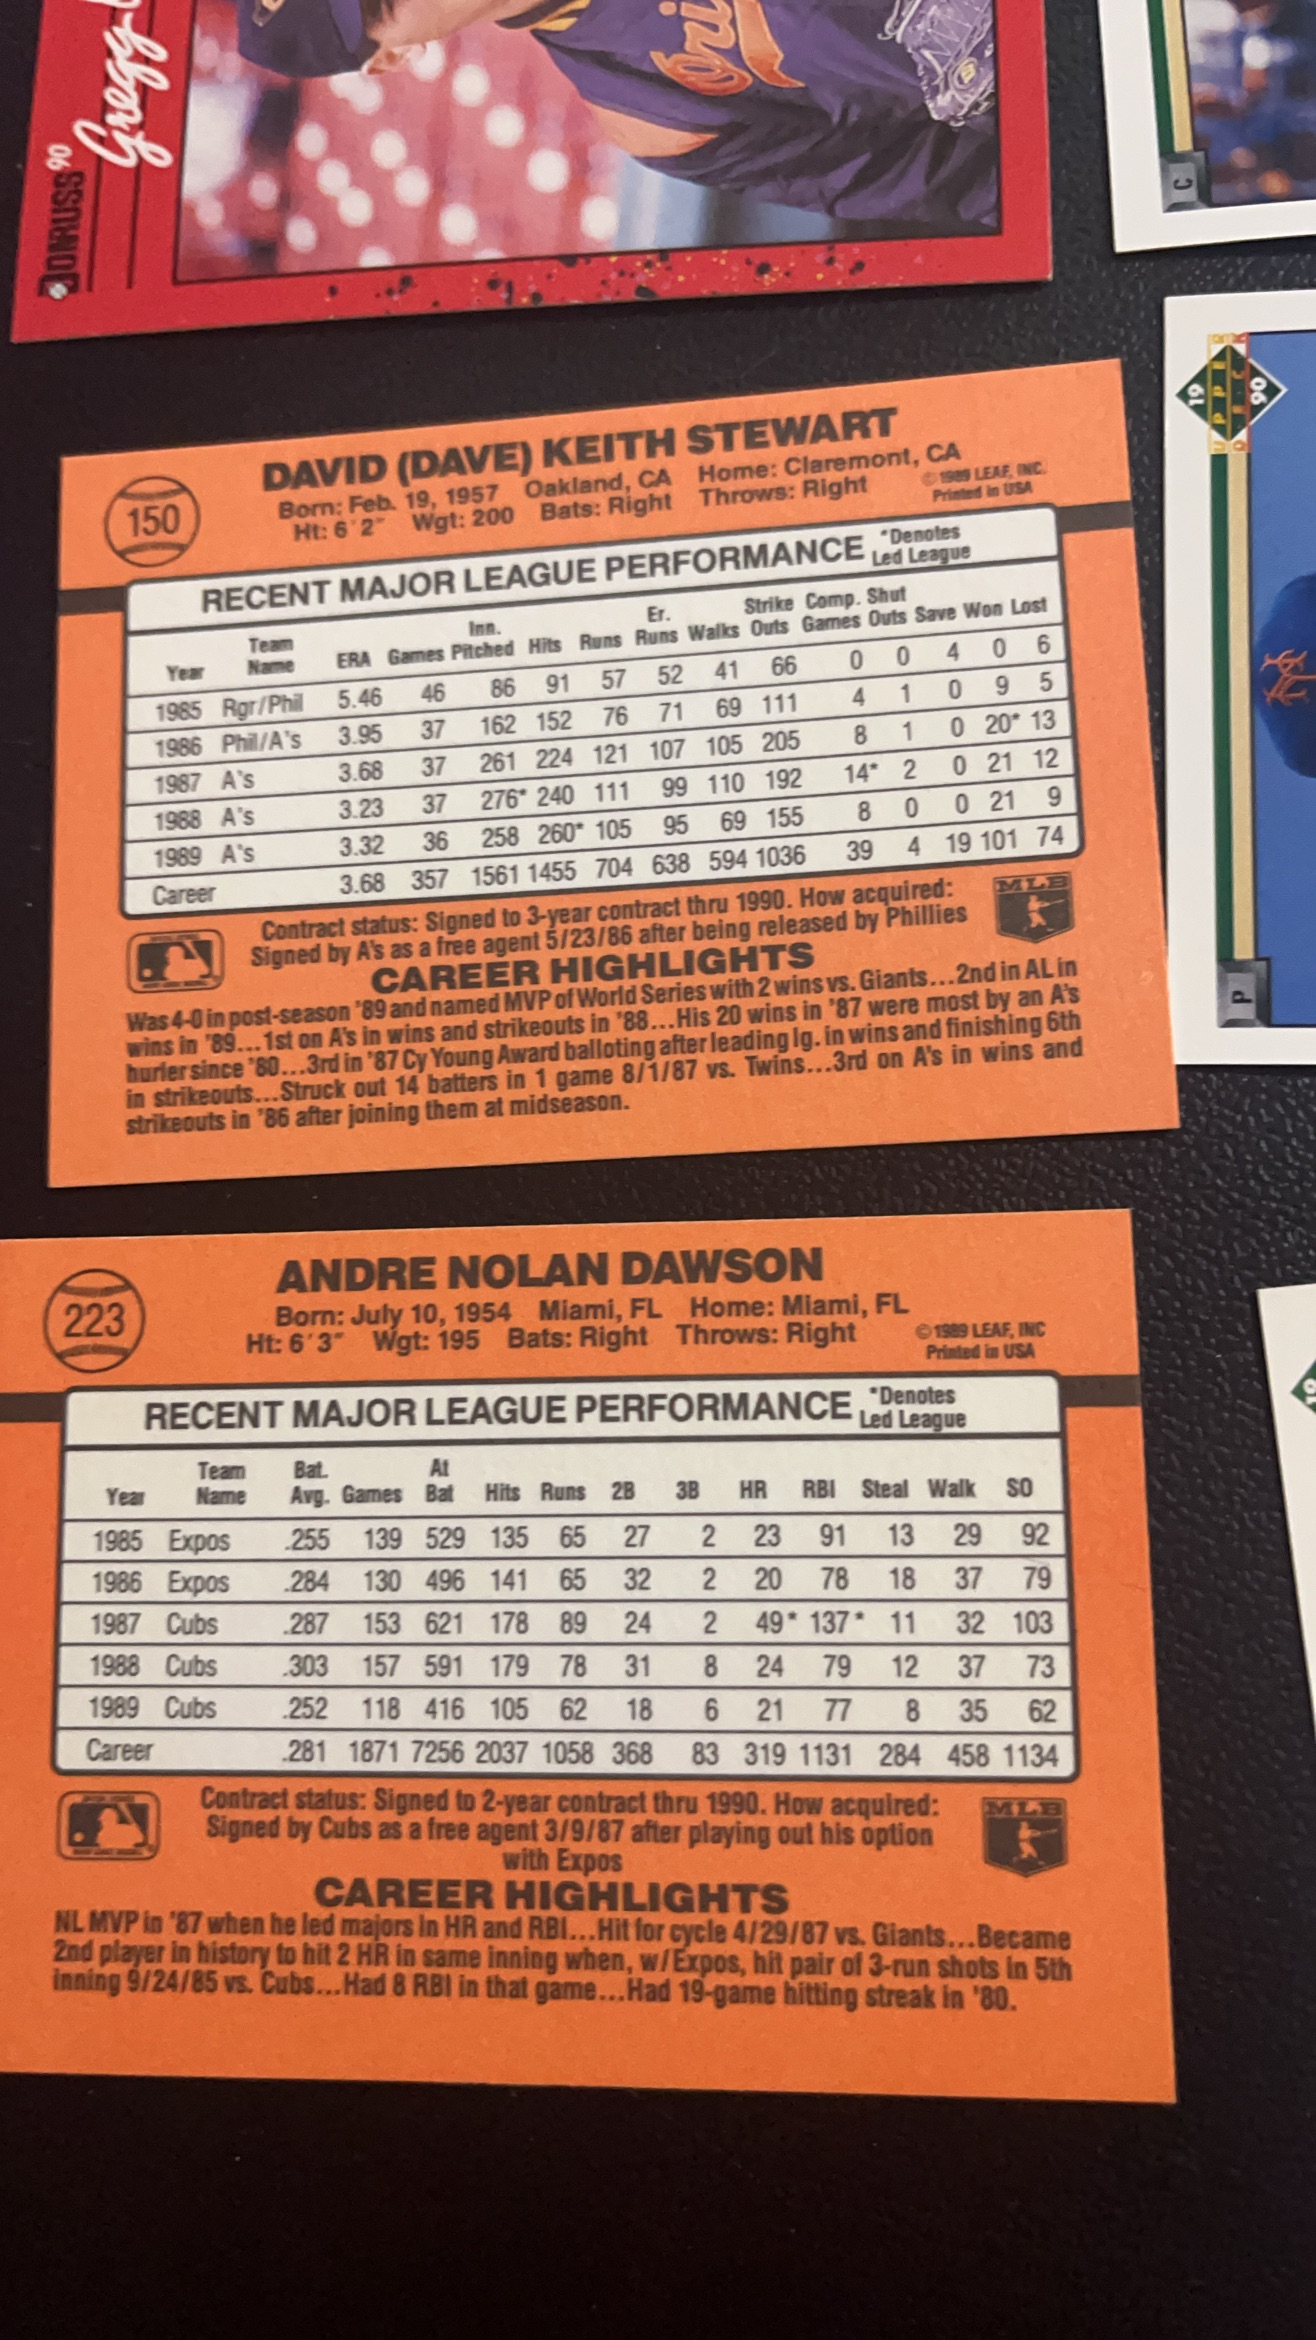 DONRUSS 90
Gregg
Ori
C
19 90
UPPER
P
150
DAVID (DAVE) KEITH STEWART
Born: Feb. 19, 1957 Oakland, CA Home: Claremont, CA
Ht: 6'2" Wgt: 200 Bats: Right Throws: Right
©1989 LEAF, INC.
Printed in USA
RECENT MAJOR LEAGUE PERFORMANCE *Denotes Led League
Year Team Name ERA Games Inn. Pitched Hits Runs Er. Runs Walks Strike Outs Comp. Games Shut Outs Save Won Lost
1985 Rgr/Phil 5.46 46 86 91 57 52 41 66 0 0 4 0 6
1986 Phil/A's 3.95 37 162 152 76 71 69 111 4 1 0 9 5
1987 A's 3.68 37 261 224 121 107 105 205 8 1 0 20* 13
1988 A's 3.23 37 276* 240 111 99 110 192 14* 2 0 21 12
1989 A's 3.32 36 258 260* 105 95 69 155 8 0 0 21 9
Career 3.68 357 1561 1455 704 638 594 1036 39 4 19 101 74
Contract status: Signed to 3-year contract thru 1990. How acquired:
Signed by A's as a free agent 5/23/86 after being released by Phillies
MLB
CAREER HIGHLIGHTS
Was 4-0 in post-season '89 and named MVP of World Series with 2 wins vs. Giants...2nd in AL in
wins in '89...1st on A's in wins and strikeouts in '88...His 20 wins in '87 were most by an A's
hurler since '80...3rd in '87 Cy Young Award balloting after leading lg. in wins and finishing 6th
in strikeouts...Struck out 14 batters in 1 game 8/1/87 vs. Twins...3rd on A's in wins and
strikeouts in '86 after joining them at midseason.
223
ANDRE NOLAN DAWSON
Born: July 10, 1954 Miami, FL Home: Miami, FL
Ht: 6'3" Wgt: 195 Bats: Right Throws: Right
©1989 LEAF, INC
Printed in USA
RECENT MAJOR LEAGUE PERFORMANCE *Denotes Led League
Year Team Name Bat. Avg. Games At Bat Hits Runs 2B 3B HR RBI Steal Walk SO
1985 Expos .255 139 529 135 65 27 2 23 91 13 29 92
1986 Expos .284 130 496 141 65 32 2 20 78 18 37 79
1987 Cubs .287 153 621 178 89 24 2 49* 137* 11 32 103
1988 Cubs .303 157 591 179 78 31 8 24 79 12 37 73
1989 Cubs .252 118 416 105 62 18 6 21 77 8 35 62
Career .281 1871 7256 2037 1058 368 83 319 1131 284 458 1134
Contract status: Signed to 2-year contract thru 1990. How acquired:
Signed by Cubs as a free agent 3/9/87 after playing out his option
with Expos
MLB
CAREER HIGHLIGHTS
NL MVP in '87 when he led majors in HR and RBI...Hit for cycle 4/29/87 vs. Giants...Became
2nd player in history to hit 2 HR in same inning when, w/Expos, hit pair of 3-run shots in 5th
inning 9/24/85 vs. Cubs...Had 8 RBI in that game...Had 19-game hitting streak in '80.